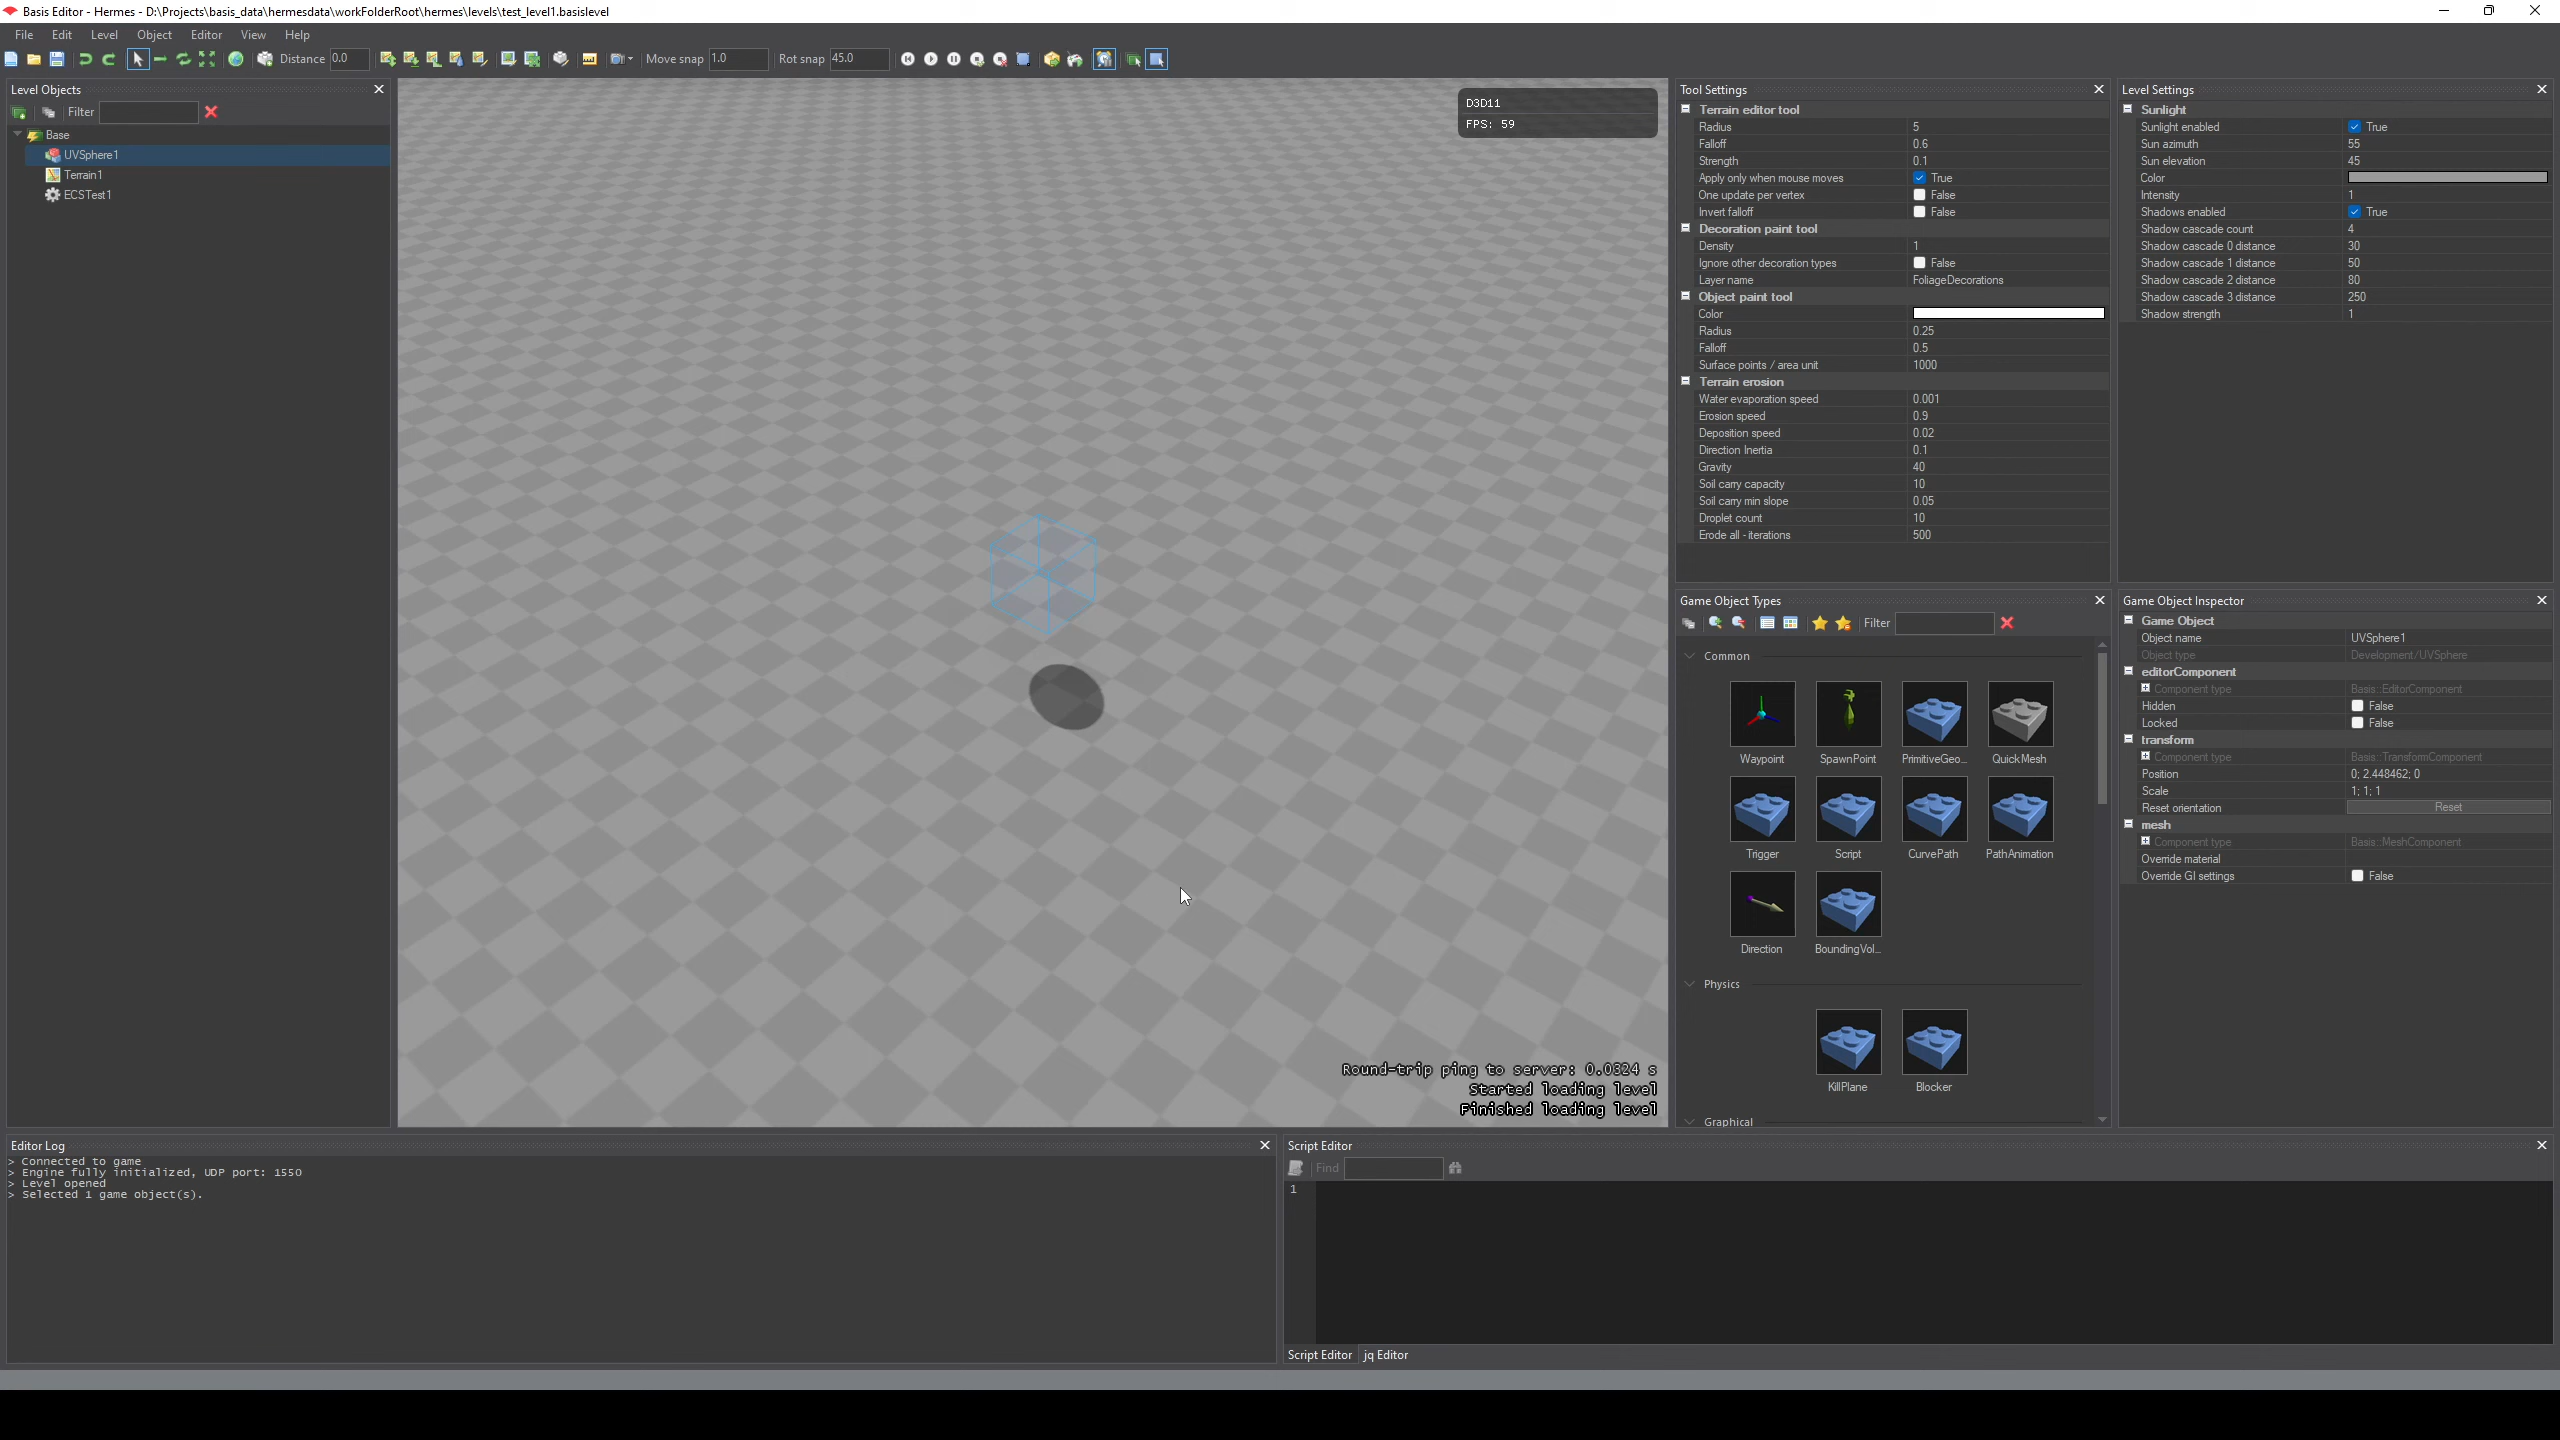 Basis Editor - Hermes - D:\Projects\basis_data\hermesdata\workFolderRoot\hermes\levels\test_level1.basislevel
File Edit Level Object Editor View Help
Distance 0.0 Move snap 1.0 Rot snap 45.0
Level Objects
Filter
Base
UVSphere1
Terrain1
ECSTest1
D3D11
FPS: 59
Round-trip ping to server: 0.0324 s
Started loading level
Finished loading level
Tool Settings
Terrain editor tool
Radius 5
Falloff 0.6
Strength 0.1
Apply only when mouse moves True
One update per vertex False
Invert falloff False
Decoration paint tool
Density 1
Ignore other decoration types False
Layer name FoliageDecorations
Object paint tool
Color
Radius 0.25
Falloff 0.5
Surface points / area unit 1000
Terrain erosion
Water evaporation speed 0.001
Erosion speed 0.9
Deposition speed 0.02
Direction Inertia 0.1
Gravity 40
Soil carry capacity 10
Soil carry min slope 0.05
Droplet count 10
Erode all - iterations 500
Level Settings
Sunlight
Sunlight enabled True
Sun azimuth 55
Sun elevation 45
Color
Intensity 1
Shadows enabled True
Shadow cascade count 4
Shadow cascade 0 distance 30
Shadow cascade 1 distance 50
Shadow cascade 2 distance 80
Shadow cascade 3 distance 250
Shadow strength 1
Game Object Types
Filter
Common
Waypoint SpawnPoint PrimitiveGeo... QuickMesh
Trigger Script CurvePath PathAnimation
Direction BoundingVol...
Physics
KillPlane Blocker
Graphical
Game Object Inspector
Game Object
Object name UVSphere1
Object type Development/UVSphere
editorComponent
Component type Basis::EditorComponent
Hidden False
Locked False
transform
Component type Basis::TransformComponent
Position 0; 2.448462; 0
Scale 1; 1; 1
Reset orientation Reset
mesh
Component type Basis::MeshComponent
Override material
Override GI settings False
Editor Log
> Connected to game
> Engine fully initialized, UDP port: 1550
> Level opened
> Selected 1 game object(s).
Script Editor
Find
1
Script Editor jq Editor